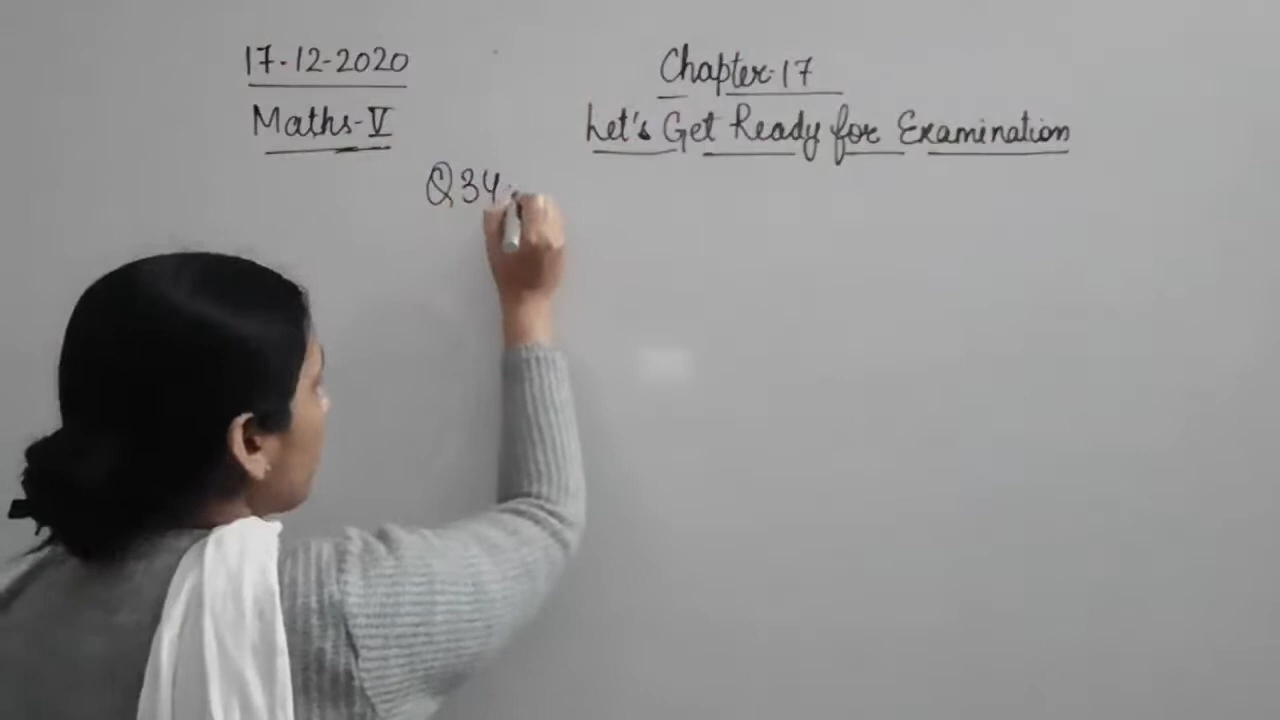 17-12-2020
Maths-V
Chapter-17
Let's Get Ready for Examination
Q34